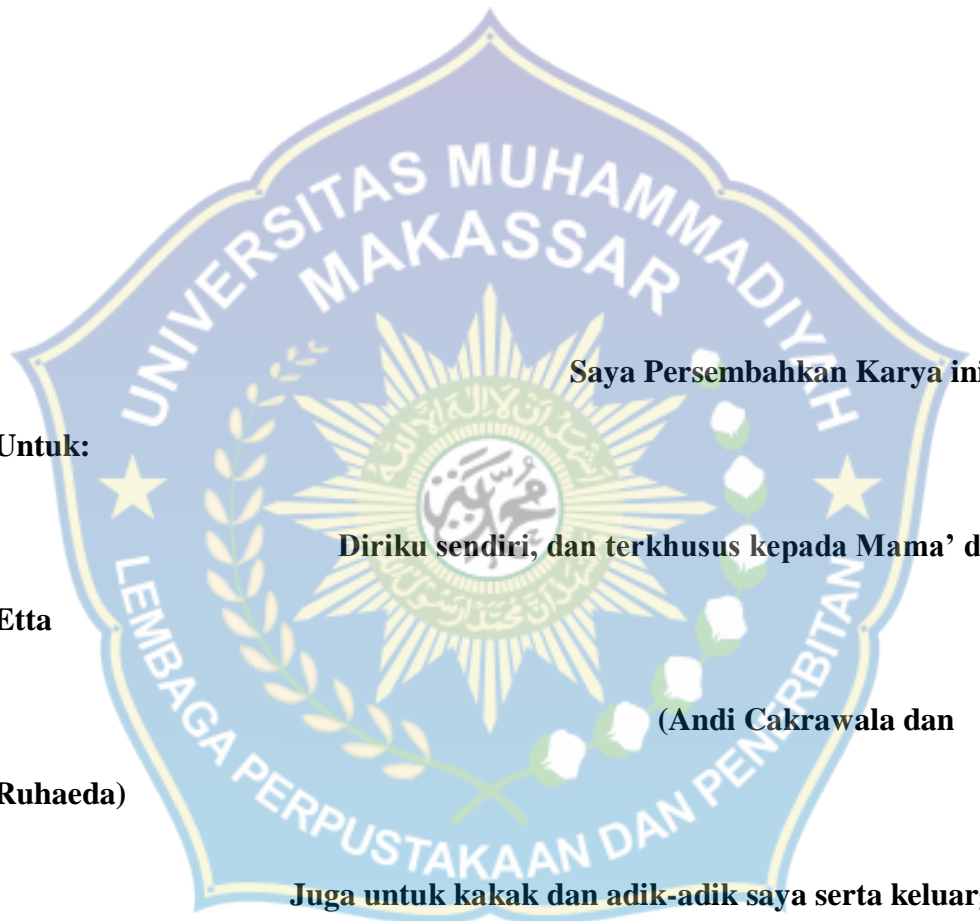 UNIVERSITAS MUHAMMADIYAH
MAKASSAR
Saya Persembahkan Karya ini
Untuk:
Diriku sendiri, dan terkhusus kepada Mama’ d
Etta
(Andi Cakrawala dan
Ruhaeda)
Juga untuk kakak dan adik-adik saya serta keluar
LEMBAGA PERPUSTAKAAN DAN PENERBITAN